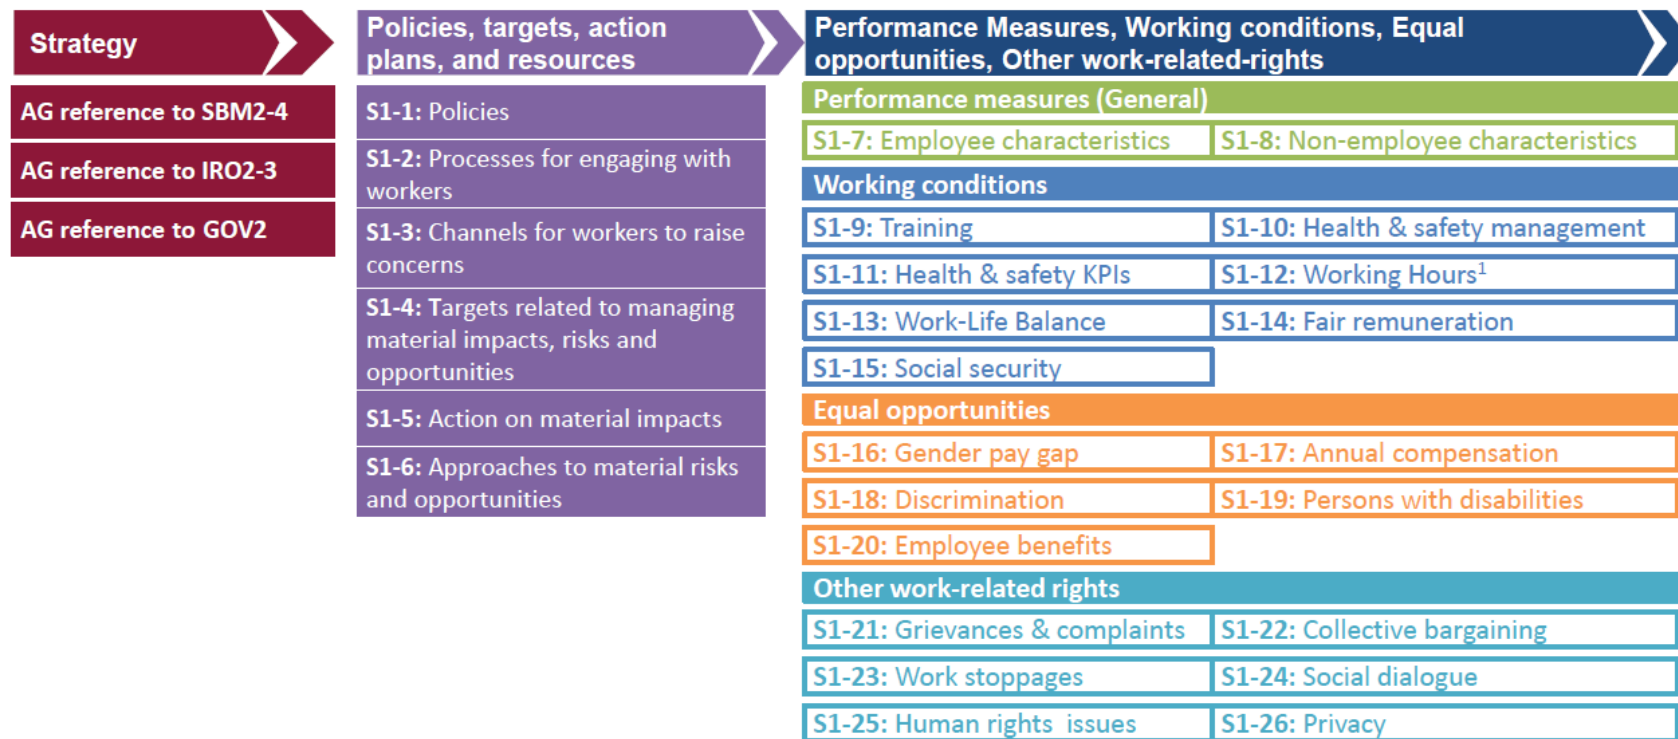 Strategy
AG reference to SBM2-4
AG reference to IRO2-3
AG reference to GOV2
Policies, targets, action
plans, and resources
S1-1: Policies
S1-2: Processes for engaging with
workers
S1-3: Channels for workers to raise
concerns
S1-4: Targets related to managing
material impacts, risks and
opportunities
S1-5: Action on material impacts
S1-6: Approaches to material risks
and opportunities
Performance Measures, Working conditions, Equal
opportunities, Other work-related-rights
Performance measures (General)
S1-7: Employee characteristics
S1-8: Non-employee characteristics
Working conditions
S1-9: Training
S1-10: Health & safety management
S1-11: Health & safety KPIs
S1-12: Working Hours¹
S1-13: Work-Life Balance
S1-14: Fair remuneration
S1-15: Social security
Equal opportunities
S1-16: Gender pay gap
S1-17: Annual compensation
S1-18: Discrimination
S1-19: Persons with disabilities
S1-20: Employee benefits
Other work-related rights
S1-21: Grievances & complaints
S1-22: Collective bargaining
S1-23: Work stoppages
S1-24: Social dialogue
S1-25: Human rights issues
S1-26: Privacy